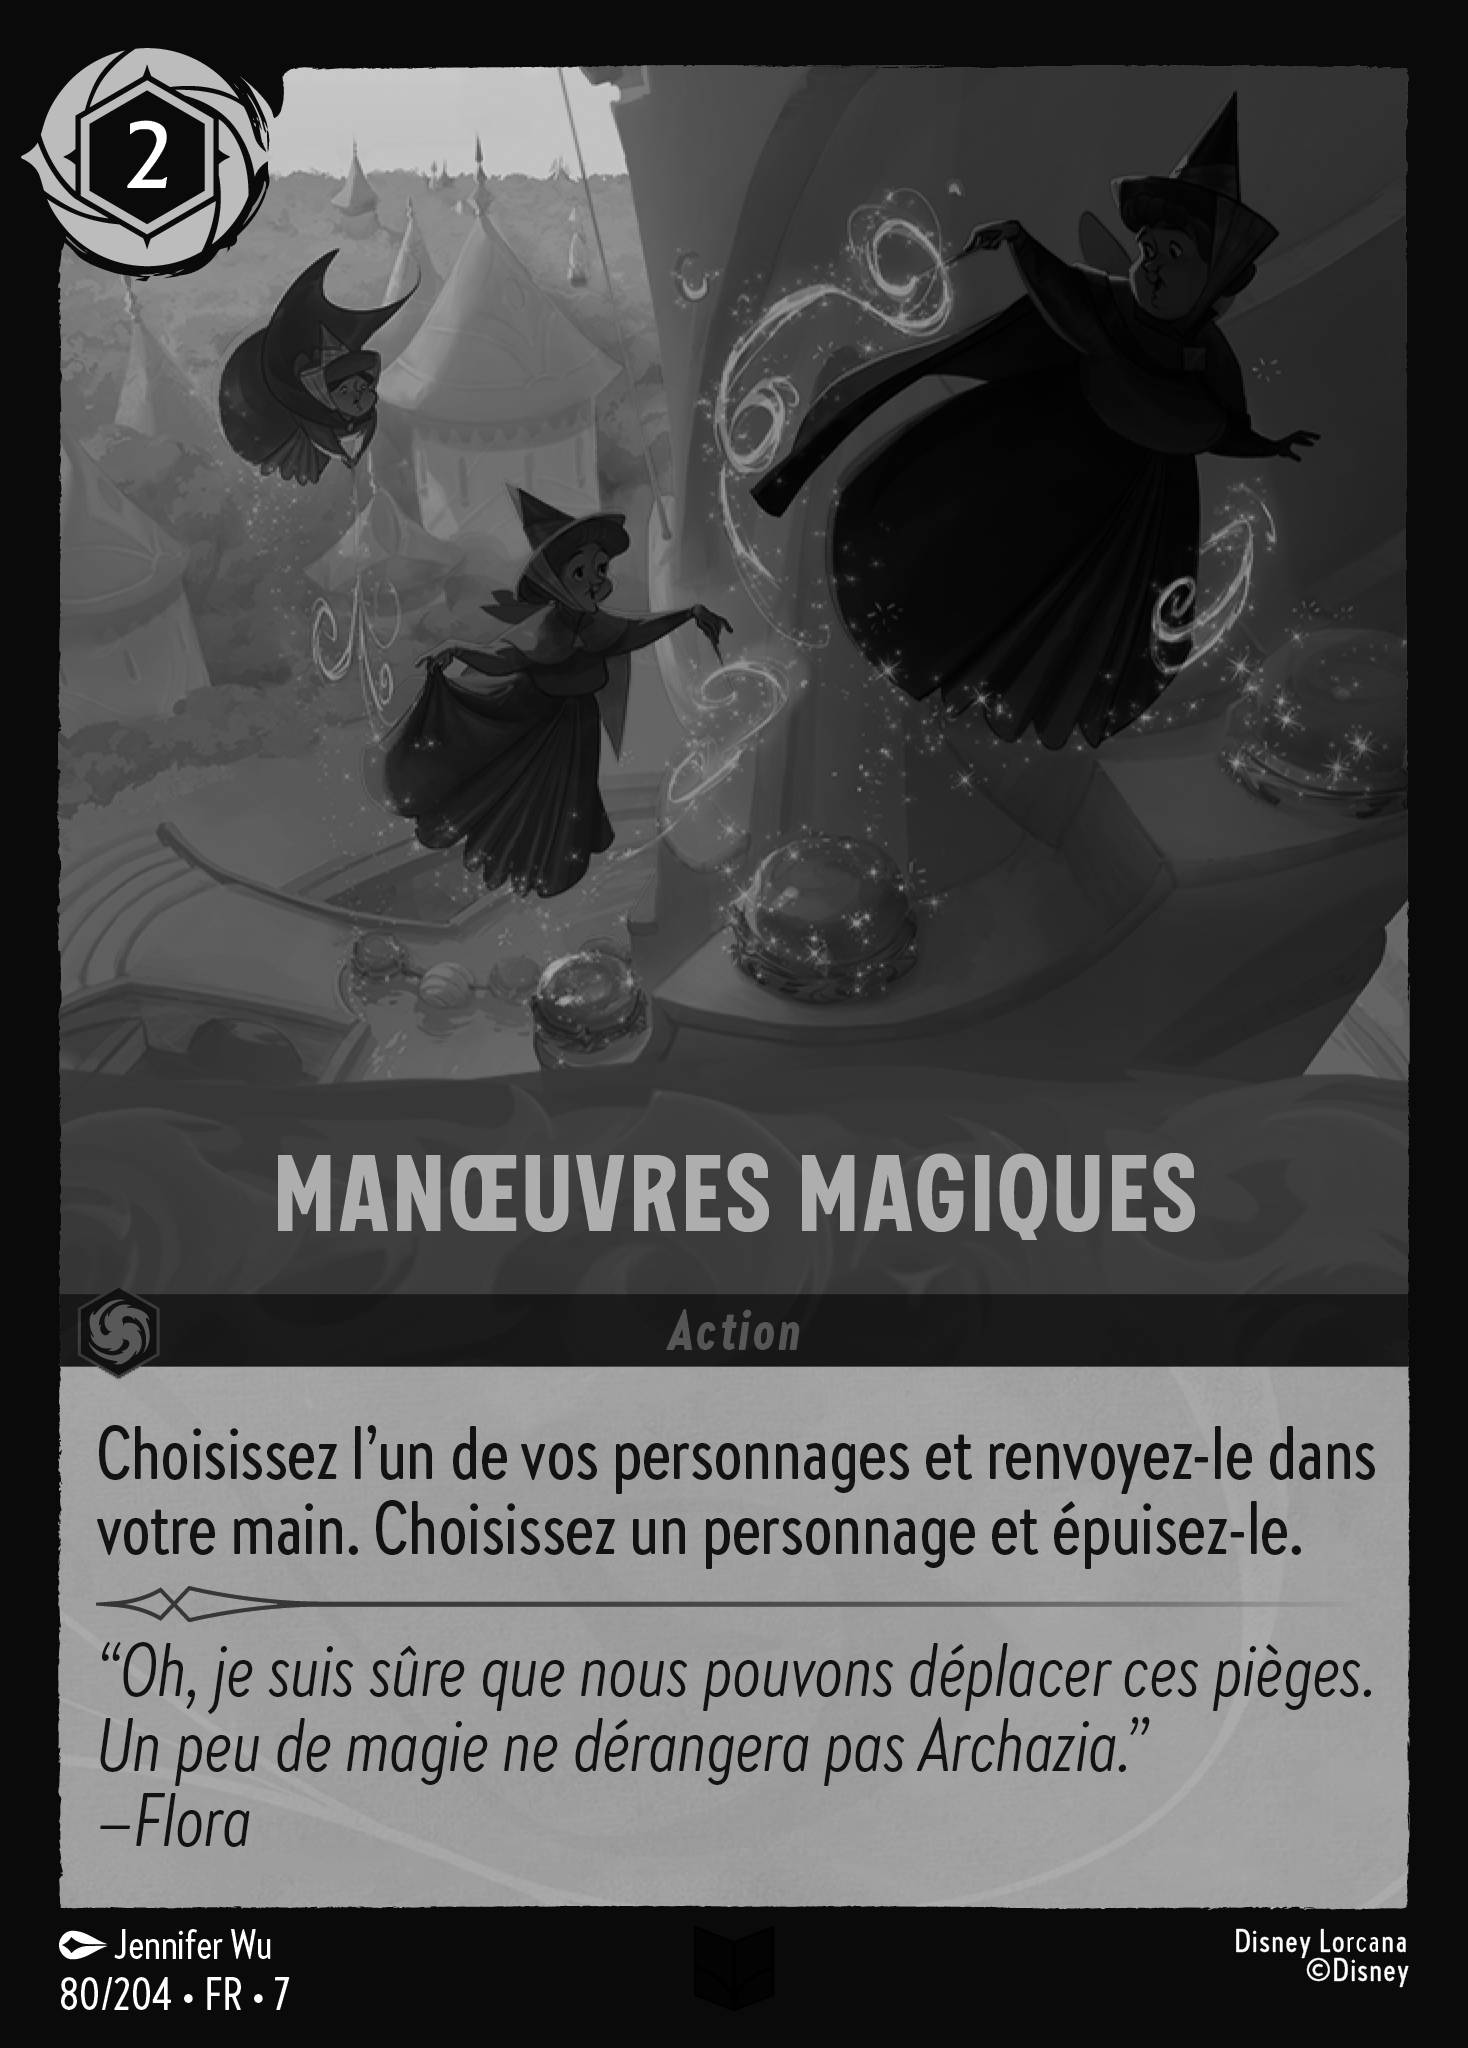 2
MANŒUVRES MAGIQUES
Action
Choisissez l’un de vos personnages et renvoyez-le dans
votre main. Choisissez un personnage et épuisez-le.
“Oh, je suis sûre que nous pouvons déplacer ces pièges.
Un peu de magie ne dérangera pas Archazia.”
–Flora
Jennifer Wu
80/204 • FR • 7
Disney Lorcana
©Disney